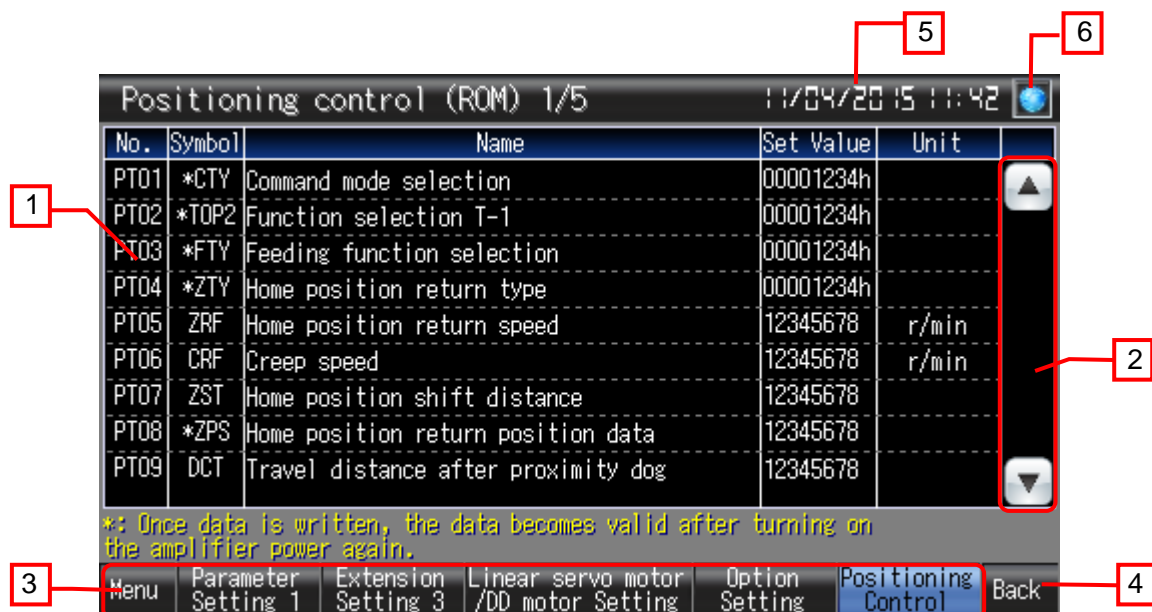 5 6
Positioning control (ROM) 1/5 11/04/2015 11:42
No. Symbol Name Set Value Unit
PT01 *CTY Command mode selection 00001234h
1
PT02 *TOP2 Function selection T-1 00001234h
PT03 *FTY Feeding function selection 00001234h
PT04 *ZTY Home position return type 00001234h
PT05 ZRF Home position return speed 12345678 r/min
PT06 CRF Creep speed 12345678 r/min
2
PT07 ZST Home position shift distance 12345678
PT08 *ZPS Home position return position data 12345678
PT09 DCT Travel distance after proximity dog 12345678
*: Once data is written, the data becomes valid after turning on
the amplifier power again.
3
Menu
Parameter
Setting 1
Extension
Setting 3
Linear servo motor
/DD motor Setting
Option
Setting
Positioning
Control
Back
4